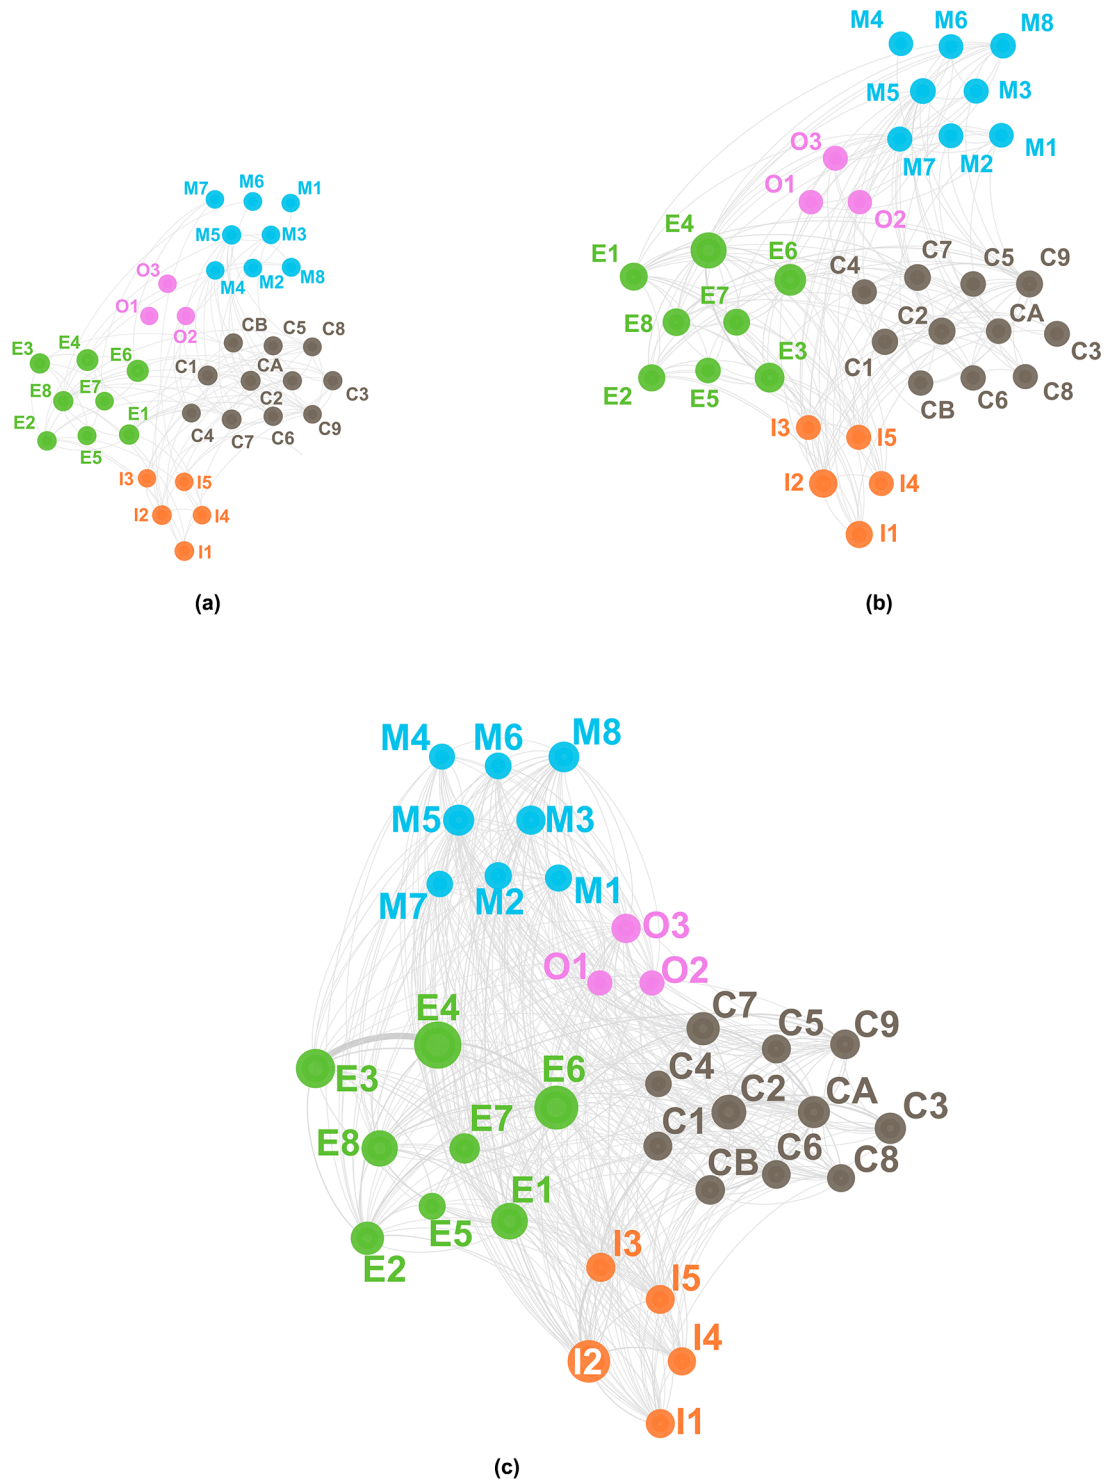 M7 M6 M1
M5 M3
M4 M2 M8
O3
O1
O2
CB C5 C8
E3 E4 E6
C1 CA
C3
E8 E7
C2
E2 E1
C4 C7 C6 C9
E5
I3 I5
I2 I4
I1
(a)
M4 M6 M8
M5 M3
M7 M2 M1
O3
O1
O2
E4
E1 E6
C4 C7 C5 C9
E8 E7
C2 CA
C1 C3
E2 E5 E3
CB C6 C8
I3 I5
I2 I4
I1
(b)
M4 M6 M8
M5 M3
M7 M2 M1
O3
O1 O2
E4
C7 C5 C9
E3 E6
C4 C2 CA C3
E8 E7
C1 CB C6 C8
E1
E5
E2
I3
I5
I2 I4
I1
(c)